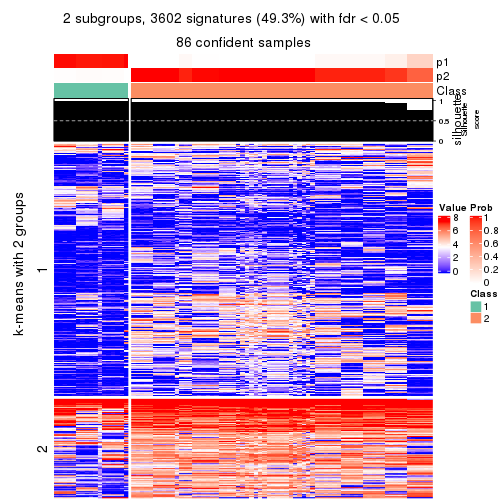 2 subgroups, 3602 signatures (49.3%) with fdr < 0.05
86 confident samples
p1
p2
Class
silhouette
Silhouette
score
1
0.5
0
k-means with 2 groups
1
2
Value
8
6
4
2
0
Prob
1
0.8
0.6
0.4
0.2
0
Class
1
2